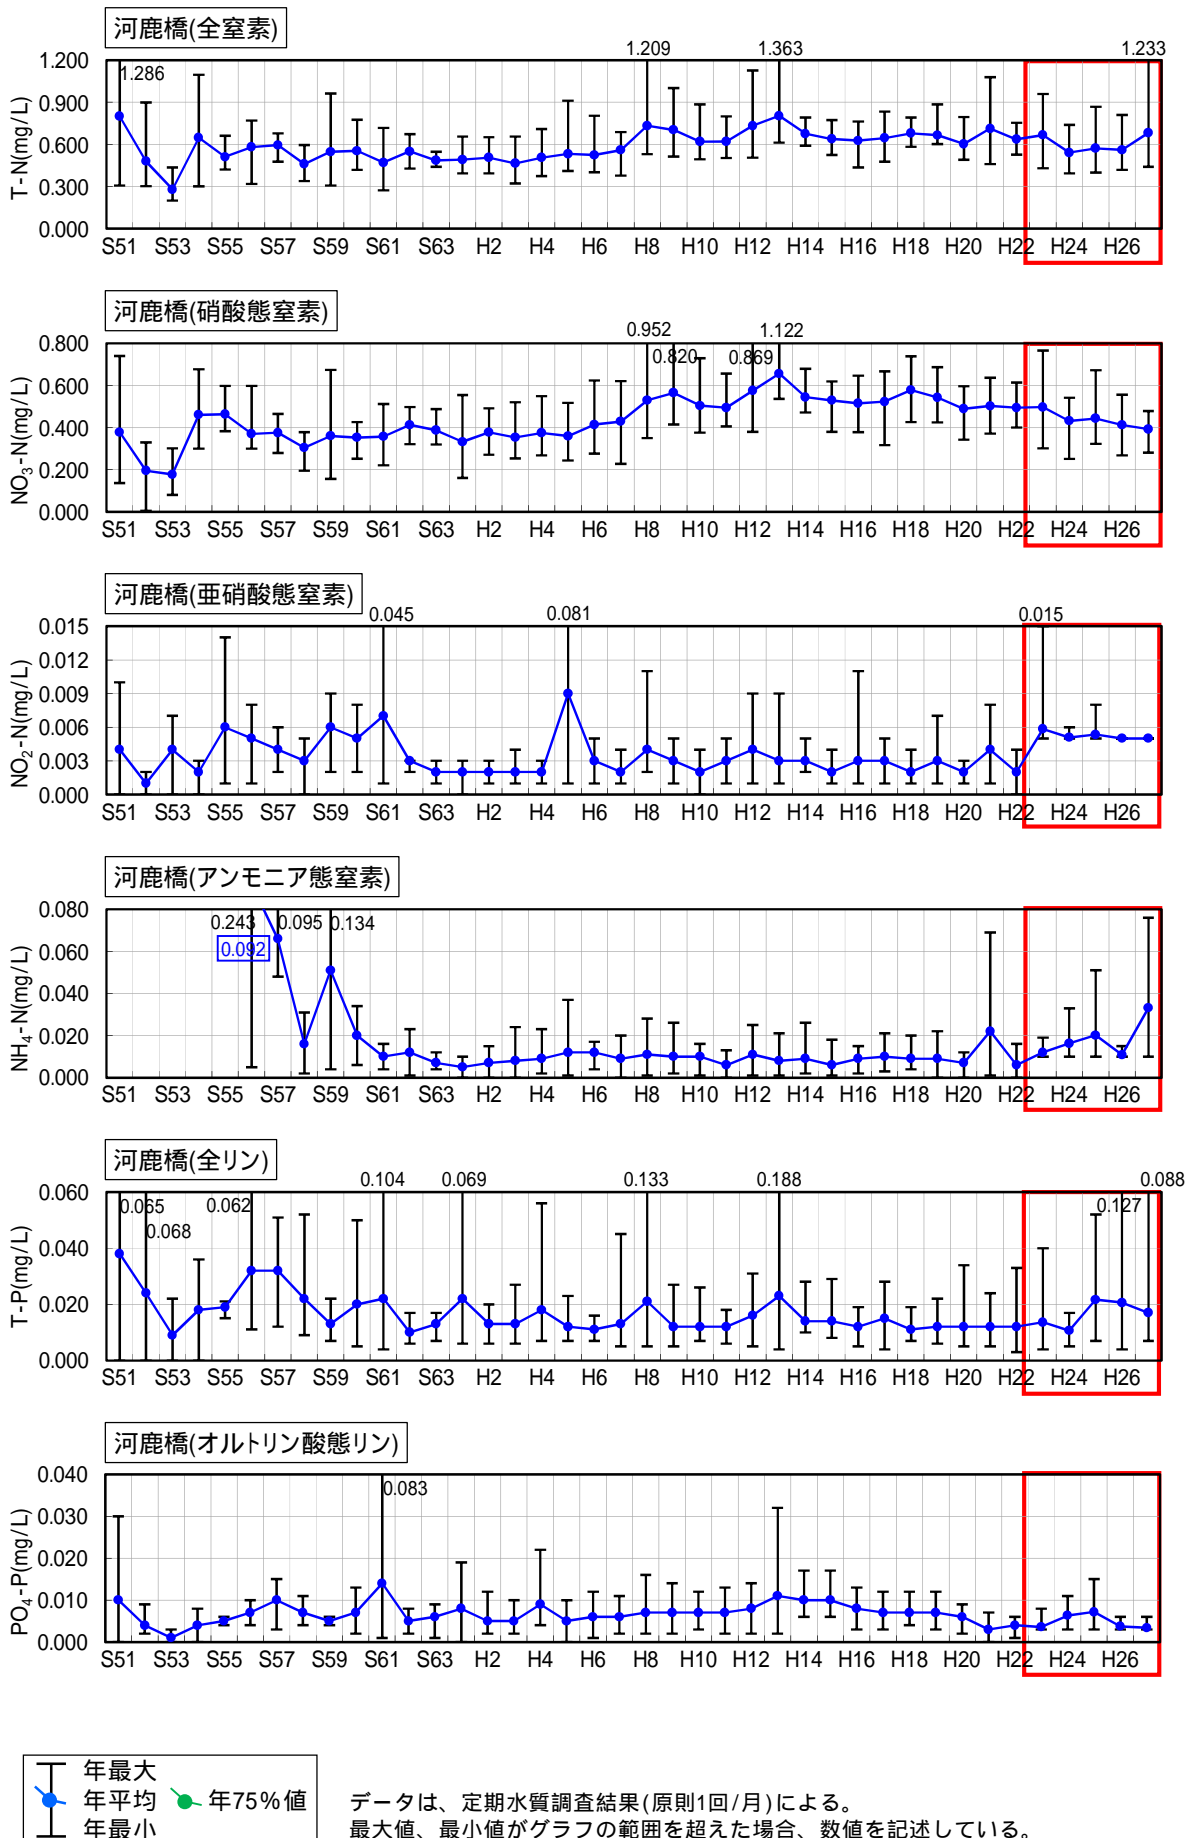 河鹿橋(全窒素)
1.209 1.363 1.233
1.286
T-N(mg/L)
1.200
0.900
0.600
0.300
0.000
S51 S53 S55 S57 S59 S61 S63 H2 H4 H6 H8 H10 H12 H14 H16 H18 H20 H22 H24 H26
河鹿橋(硝酸態窒素)
0.952 1.122
0.820 0.869
NO3-N(mg/L)
0.800
0.600
0.400
0.200
0.000
S51 S53 S55 S57 S59 S61 S63 H2 H4 H6 H8 H10 H12 H14 H16 H18 H20 H22 H24 H26
河鹿橋(亜硝酸態窒素)
0.045 0.081 0.015
NO2-N(mg/L)
0.015
0.012
0.009
0.006
0.003
0.000
S51 S53 S55 S57 S59 S61 S63 H2 H4 H6 H8 H10 H12 H14 H16 H18 H20 H22 H24 H26
河鹿橋(アンモニア態窒素)
0.243 0.095 0.134
0.092
NH4-N(mg/L)
0.080
0.060
0.040
0.020
0.000
S51 S53 S55 S57 S59 S61 S63 H2 H4 H6 H8 H10 H12 H14 H16 H18 H20 H22 H24 H26
河鹿橋(全リン)
0.104 0.069 0.133 0.188 0.088
0.065 0.062 0.127
0.068
T-P(mg/L)
0.060
0.040
0.020
0.000
S51 S53 S55 S57 S59 S61 S63 H2 H4 H6 H8 H10 H12 H14 H16 H18 H20 H22 H24 H26
河鹿橋(オルトリン酸態リン)
0.083
PO4-P(mg/L)
0.040
0.030
0.020
0.010
0.000
S51 S53 S55 S57 S59 S61 S63 H2 H4 H6 H8 H10 H12 H14 H16 H18 H20 H22 H24 H26
年最大
年平均 年75%値
年最小
データは、定期水質調査結果(原則1回/月)による。
最大値、最小値がグラフの範囲を超えた場合、数値を記述している。